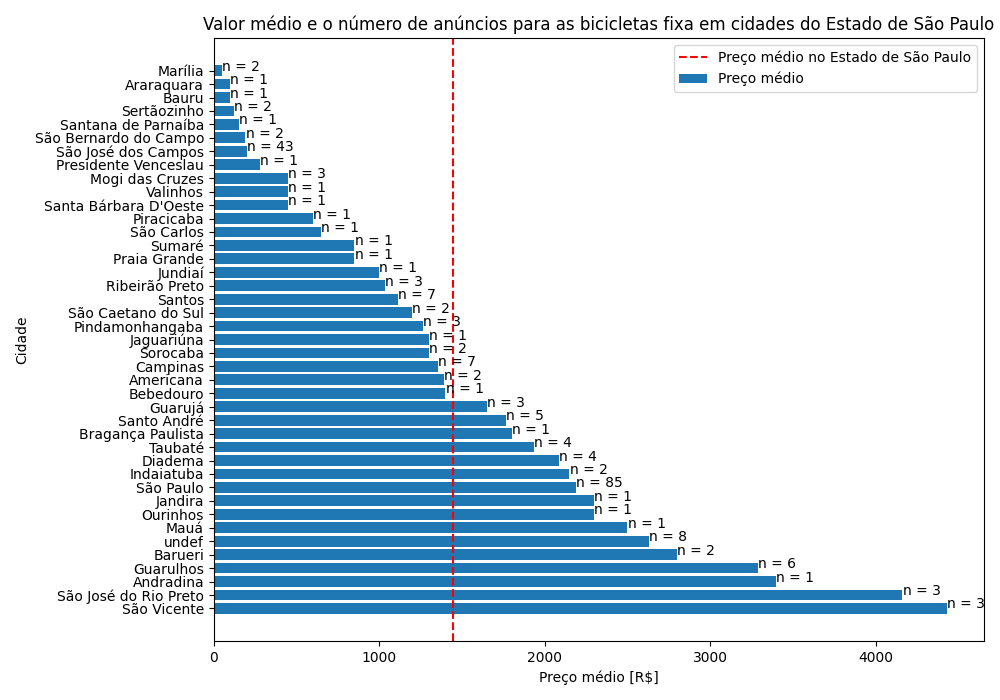 Valor médio e o número de anúncios para as bicicletas fixa em cidades do Estado de São Paulo
Preço médio no Estado de São Paulo
Preço médio
Marília n = 2
Araraquara n = 1
Bauru n = 1
Sertãozinho n = 2
Santana de Parnaíba n = 1
São Bernardo do Campo n = 2
São José dos Campos n = 43
Presidente Venceslau n = 1
Mogi das Cruzes n = 3
Valinhos n = 1
Santa Bárbara D'Oeste n = 1
Piracicaba n = 1
São Carlos n = 1
Sumaré n = 1
Praia Grande n = 1
Jundiaí n = 1
Ribeirão Preto n = 3
Santos n = 7
São Caetano do Sul n = 2
Pindamonhangaba n = 3
Jaguariúna n = 1
Sorocaba n = 2
Campinas n = 7
Americana n = 2
Bebedouro n = 1
Guarujá n = 3
Santo André n = 5
Bragança Paulista n = 1
Taubaté n = 4
Diadema n = 4
Indaiatuba n = 2
São Paulo n = 85
Jandira n = 1
Ourinhos n = 1
Mauá n = 1
undef n = 8
Barueri n = 2
Guarulhos n = 6
Andradina n = 1
São José do Rio Preto n = 3
São Vicente n = 3
Cidade
0 1000 2000 3000 4000
Preço médio [R$]